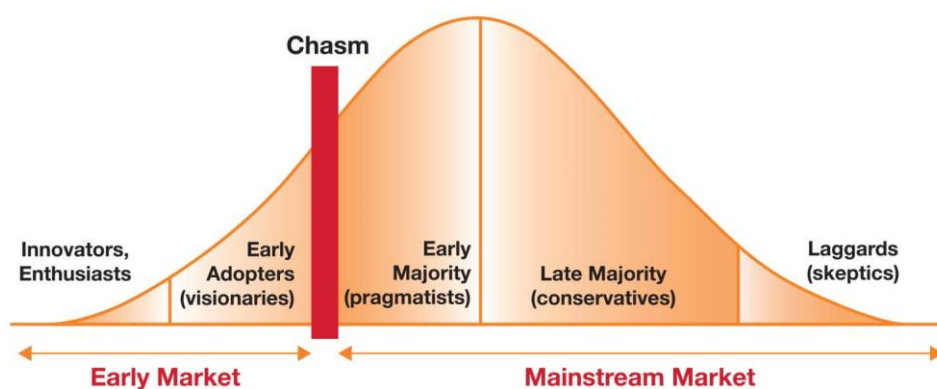 Chasm
Innovators,
Enthusiasts
Early
Adopters
(visionaries)
Early
Majority
(pragmatists)
Late Majority
(conservatives)
Laggards
(skeptics)
Early Market
Mainstream Market